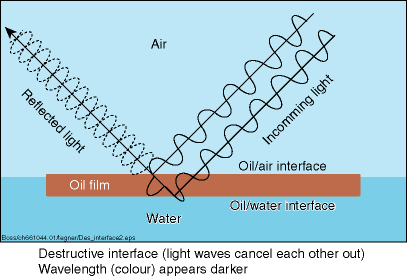 Air
Reflected light
Incomming light
Oil/air interface
Oil film
Oil/water interface
Water
Boss/ch661044.01/fagner/Des_interface2.eps
Destructive interface (light waves cancel each other out)
Wavelength (colour) appears darker